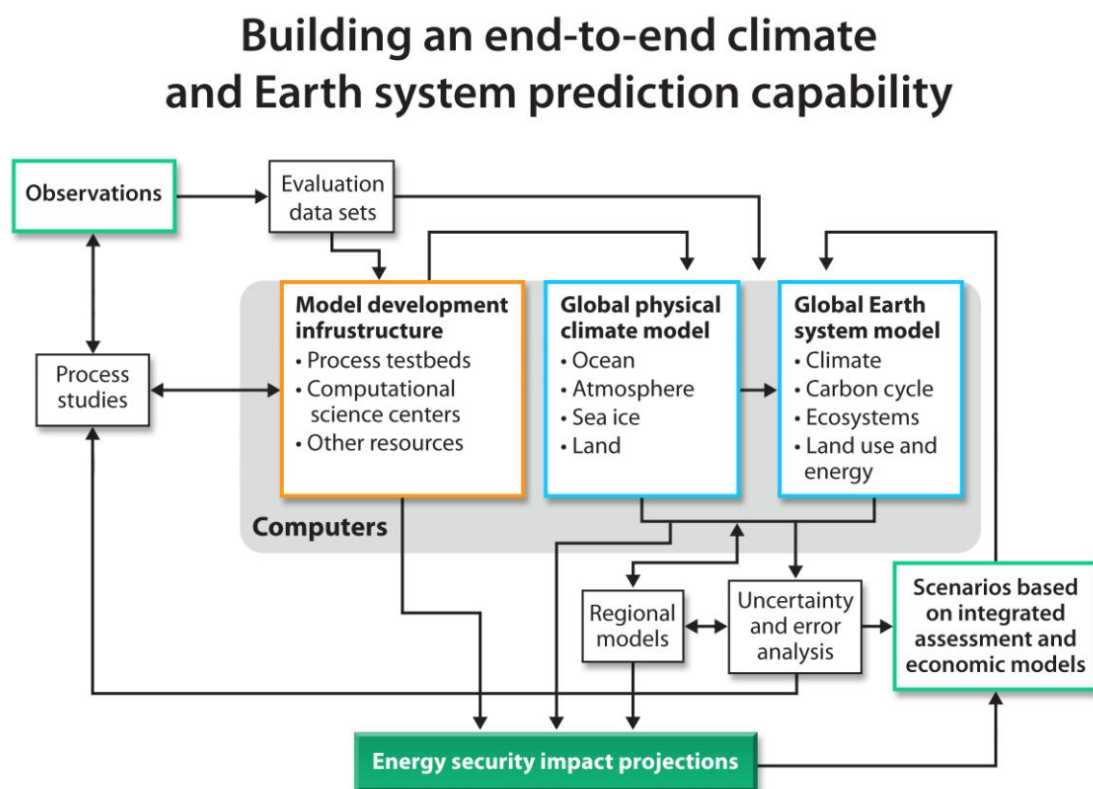 Building an end-to-end climate
and Earth system prediction capability
Observations
Evaluation
data sets
Model development
infrustructure
• Process testbeds
• Computational
science centers
• Other resources
Global physical
climate model
• Ocean
• Atmosphere
• Sea ice
• Land
Global Earth
system model
• Climate
• Carbon cycle
• Ecosystems
• Land use and
energy
Process
studies
Computers
Regional
models
Uncertainty
and error
analysis
Scenarios based
on integrated
assessment and
economic models
Energy security impact projections